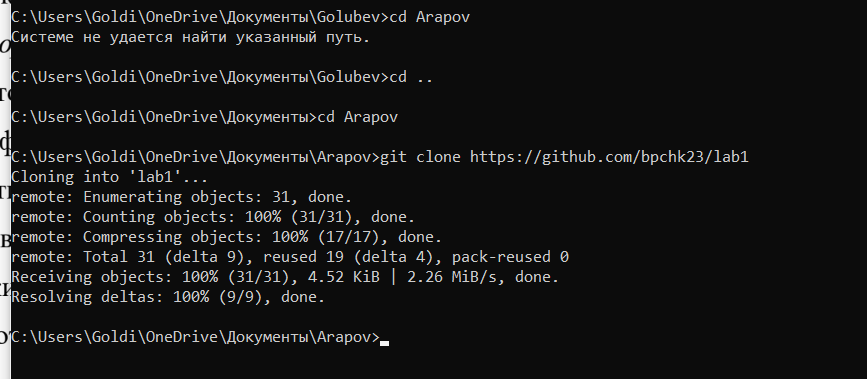 C:\Users\Goldi\OneDrive\Документы\Golubev>cd Arapov
Системе не удается найти указанный путь.
C:\Users\Goldi\OneDrive\Документы\Golubev>cd ..
C:\Users\Goldi\OneDrive\Документы>cd Arapov
C:\Users\Goldi\OneDrive\Документы\Arapov>git clone https://github.com/bpchk23/lab1
Cloning into 'lab1'...
remote: Enumerating objects: 31, done.
remote: Counting objects: 100% (31/31), done.
remote: Compressing objects: 100% (17/17), done.
remote: Total 31 (delta 9), reused 19 (delta 4), pack-reused 0
Receiving objects: 100% (31/31), 4.52 KiB | 2.26 MiB/s, done.
Resolving deltas: 100% (9/9), done.
C:\Users\Goldi\OneDrive\Документы\Arapov>